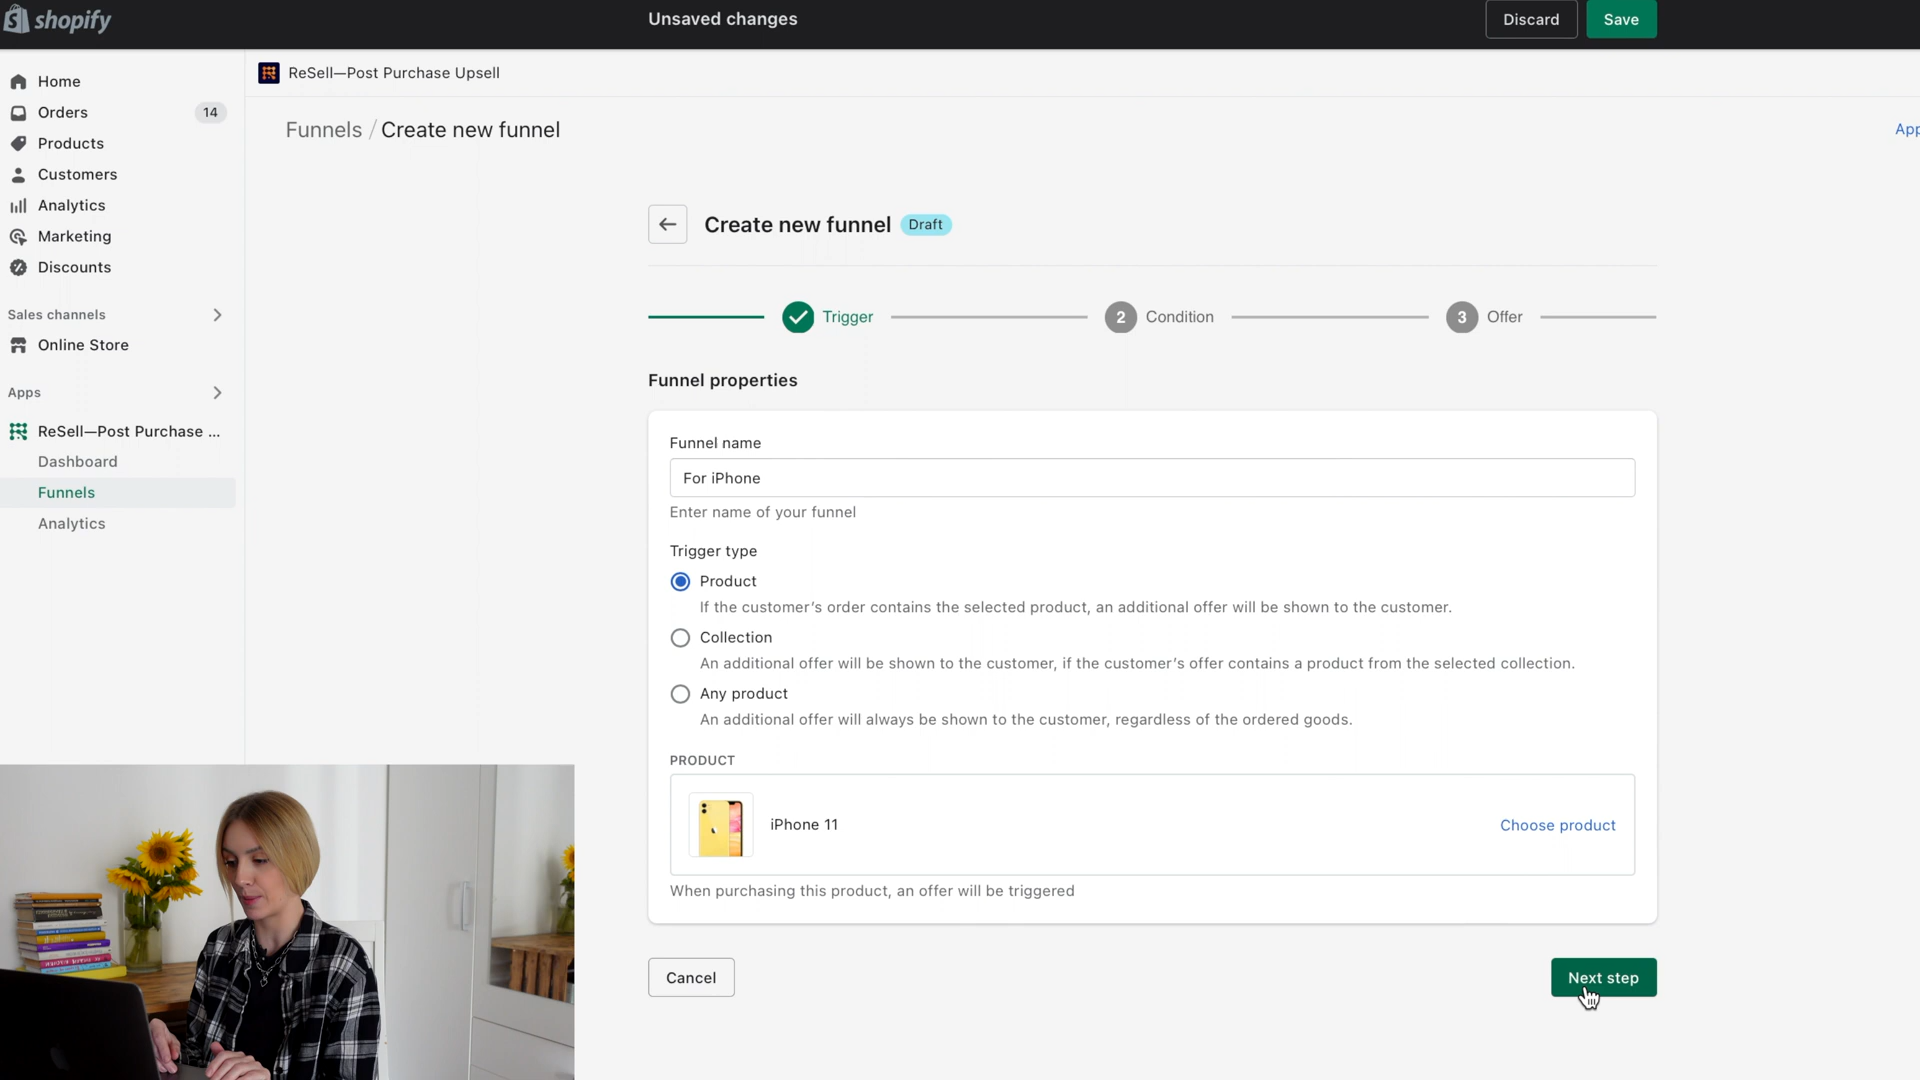 shopify
Unsaved changes
Discard
Save
Home
Orders
14
Products
Customers
Analytics
Marketing
Discounts
Sales channels
Online Store
Apps
ReSell—Post Purchase ...
Dashboard
Funnels
Analytics
ReSell—Post Purchase Upsell
Funnels / Create new funnel
App
Create new funnel
Draft
Trigger
2 Condition
3 Offer
Funnel properties
Funnel name
For iPhone
Enter name of your funnel
Trigger type
Product
If the customer's order contains the selected product, an additional offer will be shown to the customer.
Collection
An additional offer will be shown to the customer, if the customer's offer contains a product from the selected collection.
Any product
An additional offer will always be shown to the customer, regardless of the ordered goods.
PRODUCT
iPhone 11
Choose product
When purchasing this product, an offer will be triggered
Cancel
Next step